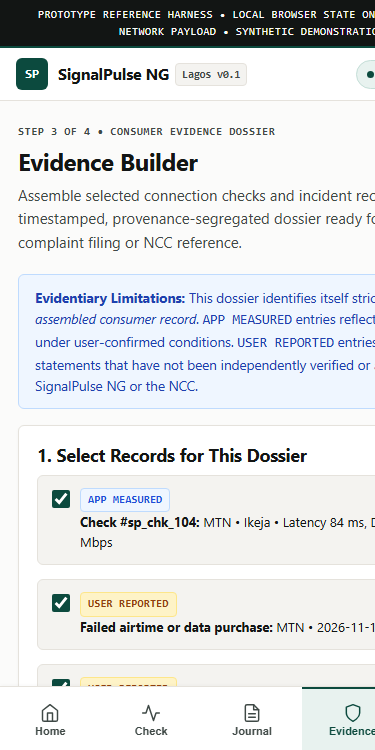 PROTOTYPE REFERENCE HARNESS • LOCAL BROWSER STATE ON
NETWORK PAYLOAD • SYNTHETIC DEMONSTRATIO
SP SignalPulse NG Lagos v0.1
STEP 3 OF 4 • CONSUMER EVIDENCE DOSSIER
Evidence Builder
Assemble selected connection checks and incident rec
timestamped, provenance-segregated dossier ready fo
complaint filing or NCC reference.
Evidentiary Limitations: This dossier identifies itself stric
assembled consumer record. APP MEASURED entries reflect
under user-confirmed conditions. USER REPORTED entries
statements that have not been independently verified or
SignalPulse NG or the NCC.
1. Select Records for This Dossier
APP MEASURED
Check #sp_chk_104: MTN • Ikeja • Latency 84 ms, D
Mbps
USER REPORTED
Failed airtime or data purchase: MTN • 2026-11-1
USER REPORTED
Home Check Journal Evidence